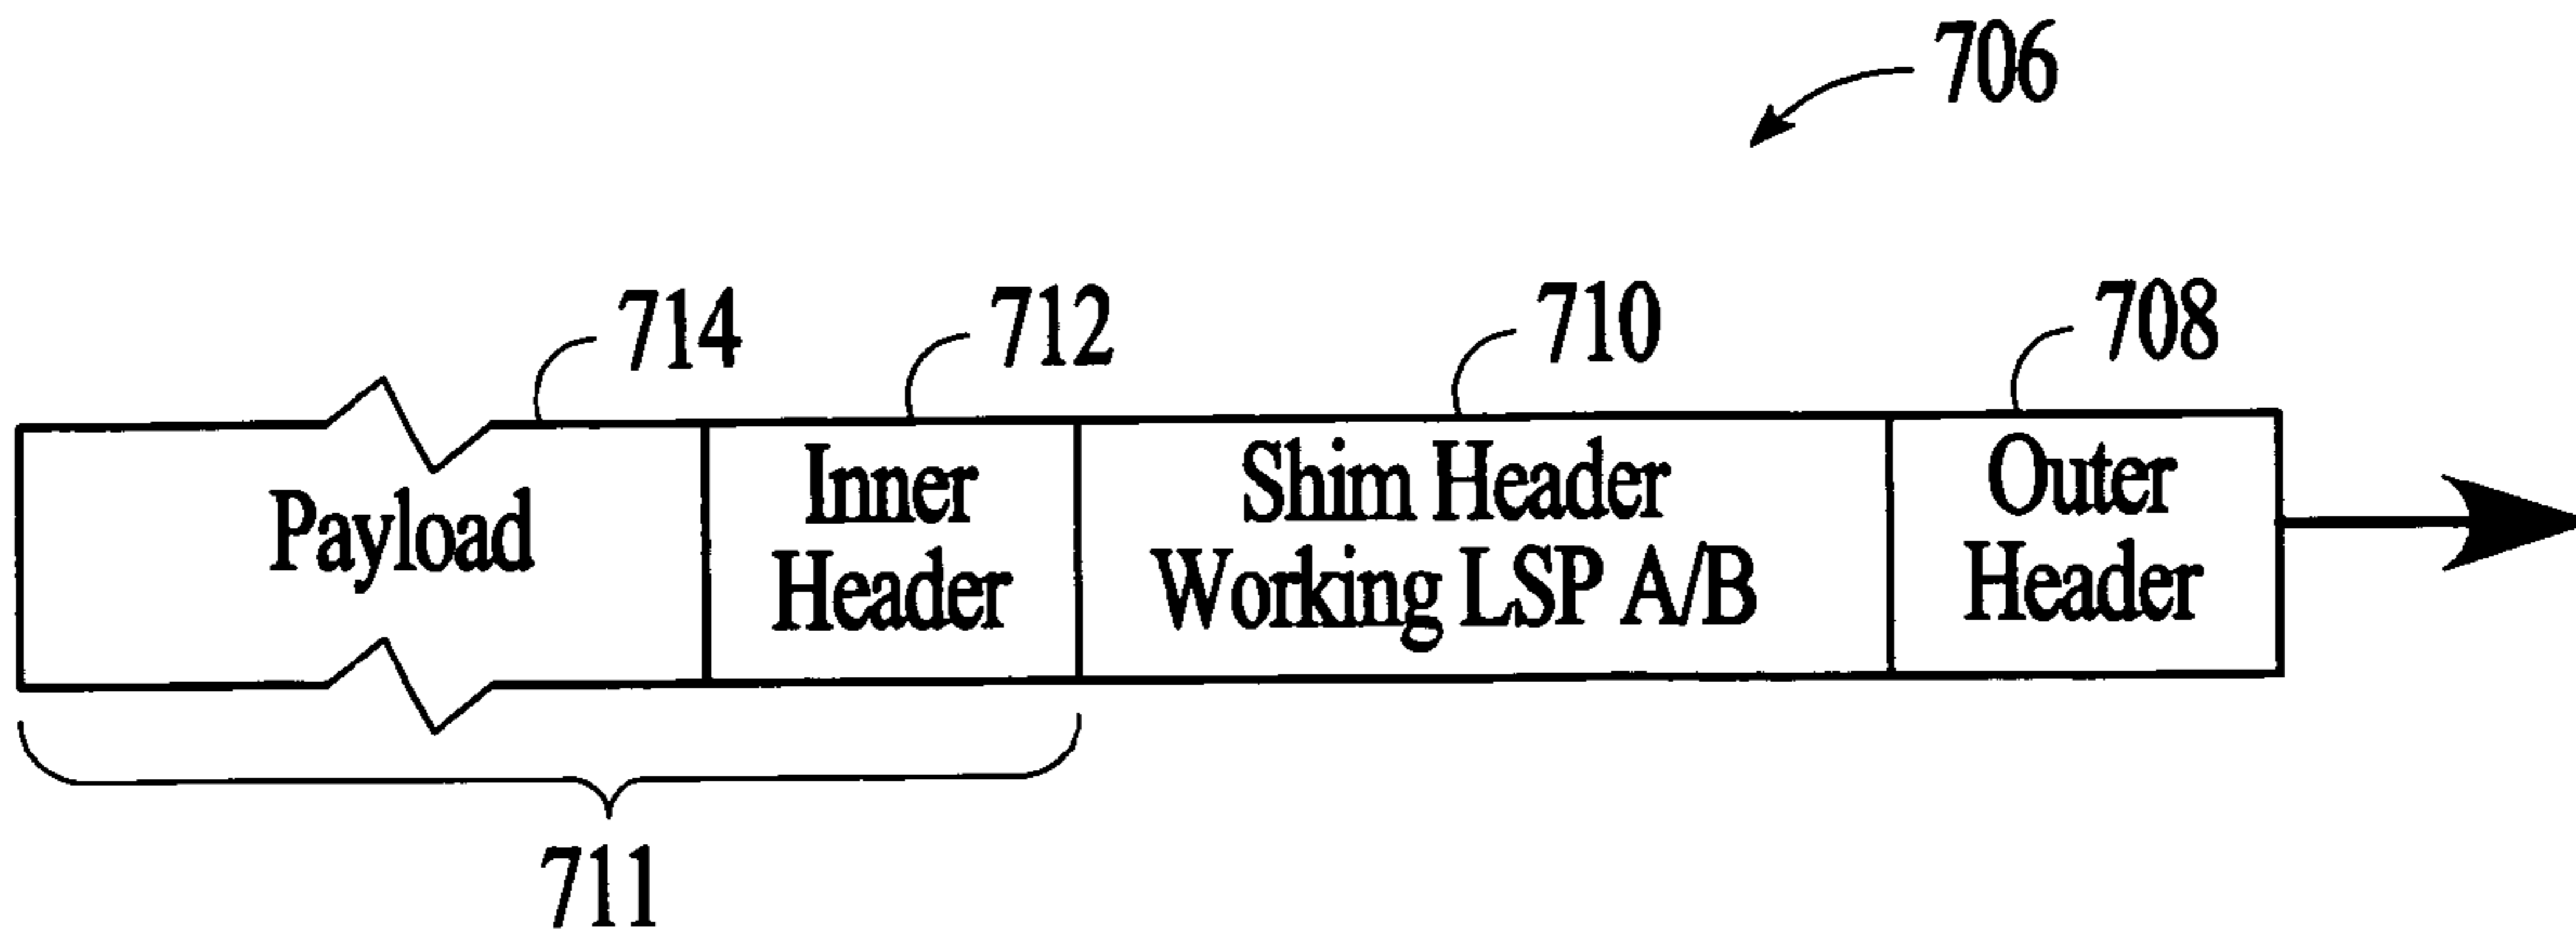 706
714
712
710
708
Payload
Inner
Header
Shim Header
Working LSP A/B
Outer
Header
711